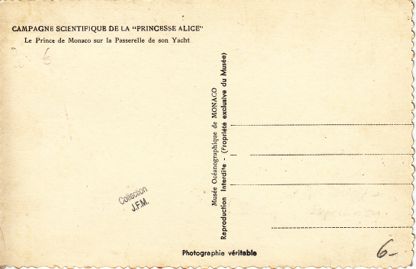 CAMPAGNE SCIENTIFIQUE DE LA "PRINCESSE ALICE"
Le Prince de Monaco sur la Passerelle de son Yacht
Musée Océanographique de MONACO
Reproduction Interdite - (Propriété exclusive du Musée)
Collection
J.F.M.
Photographie véritable
6-